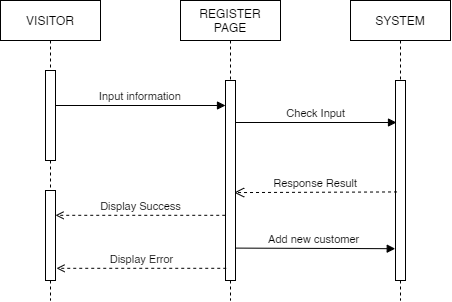 VISITOR
REGISTER
PAGE
SYSTEM
Input information
Check Input
Response Result
Display Success
Add new customer
Display Error